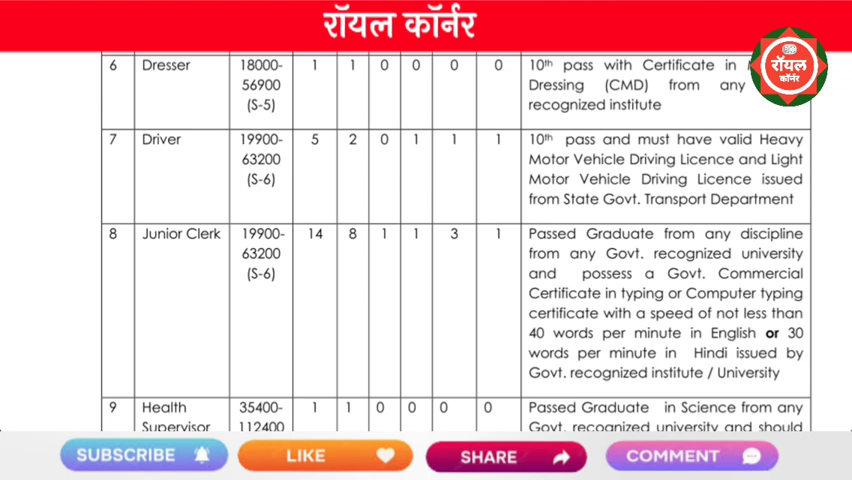 रॉयल कॉर्नर
रॉयल
कॉर्नर
6 Dresser 18000- 1 1 0 0 0 0 10th pass with Certificate in
56900 Dressing (CMD) from any
(S-5) recognized institute
7 Driver 19900- 5 2 0 1 1 1 10th pass and must have valid Heavy
63200 Motor Vehicle Driving Licence and Light
(S-6) Motor Vehicle Driving Licence issued
from State Govt. Transport Department
8 Junior Clerk 19900- 14 8 1 1 3 1 Passed Graduate from any discipline
63200 from any Govt. recognized university
(S-6) and possess a Govt. Commercial
Certificate in typing or Computer typing
certificate with a speed of not less than
40 words per minute in English or 30
words per minute in Hindi issued by
Govt. recognized institute / University
9 Health 35400- 1 1 0 0 0 0 Passed Graduate in Science from any
Supervisor 112400 Govt. recognized university and should
SUBSCRIBE LIKE SHARE COMMENT